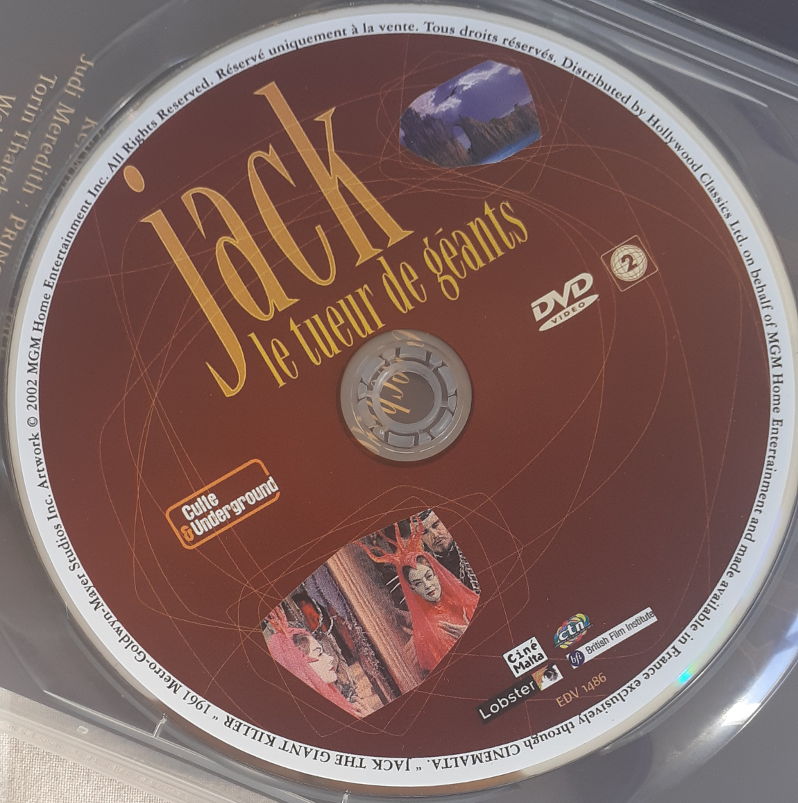 jack
le tueur de géants
DVD
VIDEO
2
Culte
&Underground
Ciné
Malta
ctn
Lobster
bfi British Film Institute
EDV 1486
" JACK THE GIANT KILLER " 1961 Metro-Goldwyn-Mayer Studios Inc. Artwork © 2002 MGM Home Entertainment Inc. All Rights Reserved. Réservé uniquement à la vente. Tous droits réservés. Distributed by Hollywood Classics Ltd. on behalf of MGM Home Entertainment and made available in France exclusively through CINEMALTA.
Judi Meredith : PRIN
Torin Thatch